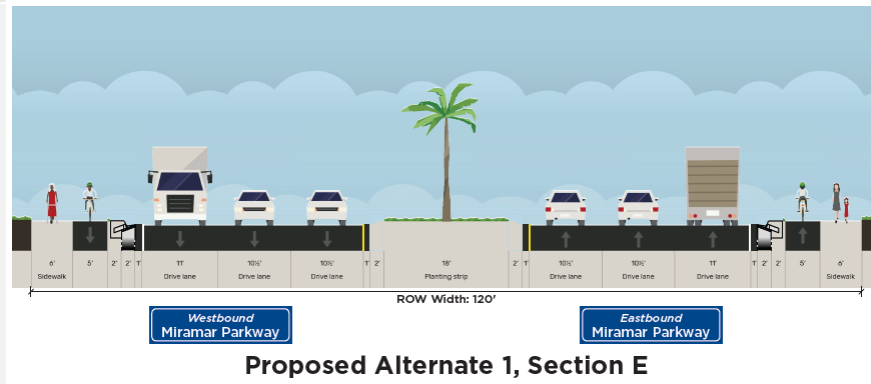 6' 5' 2' 2' 1' 11' 10½' 10½' 1' 2' 18' 2' 1' 10½' 10½' 11' 1' 2' 2' 5' 6'
Sidewalk Drive lane Drive lane Drive lane Planting strip Drive lane Drive lane Drive lane Sidewalk
ROW Width: 120'
Westbound
Miramar Parkway
Eastbound
Miramar Parkway
Proposed Alternate 1, Section E